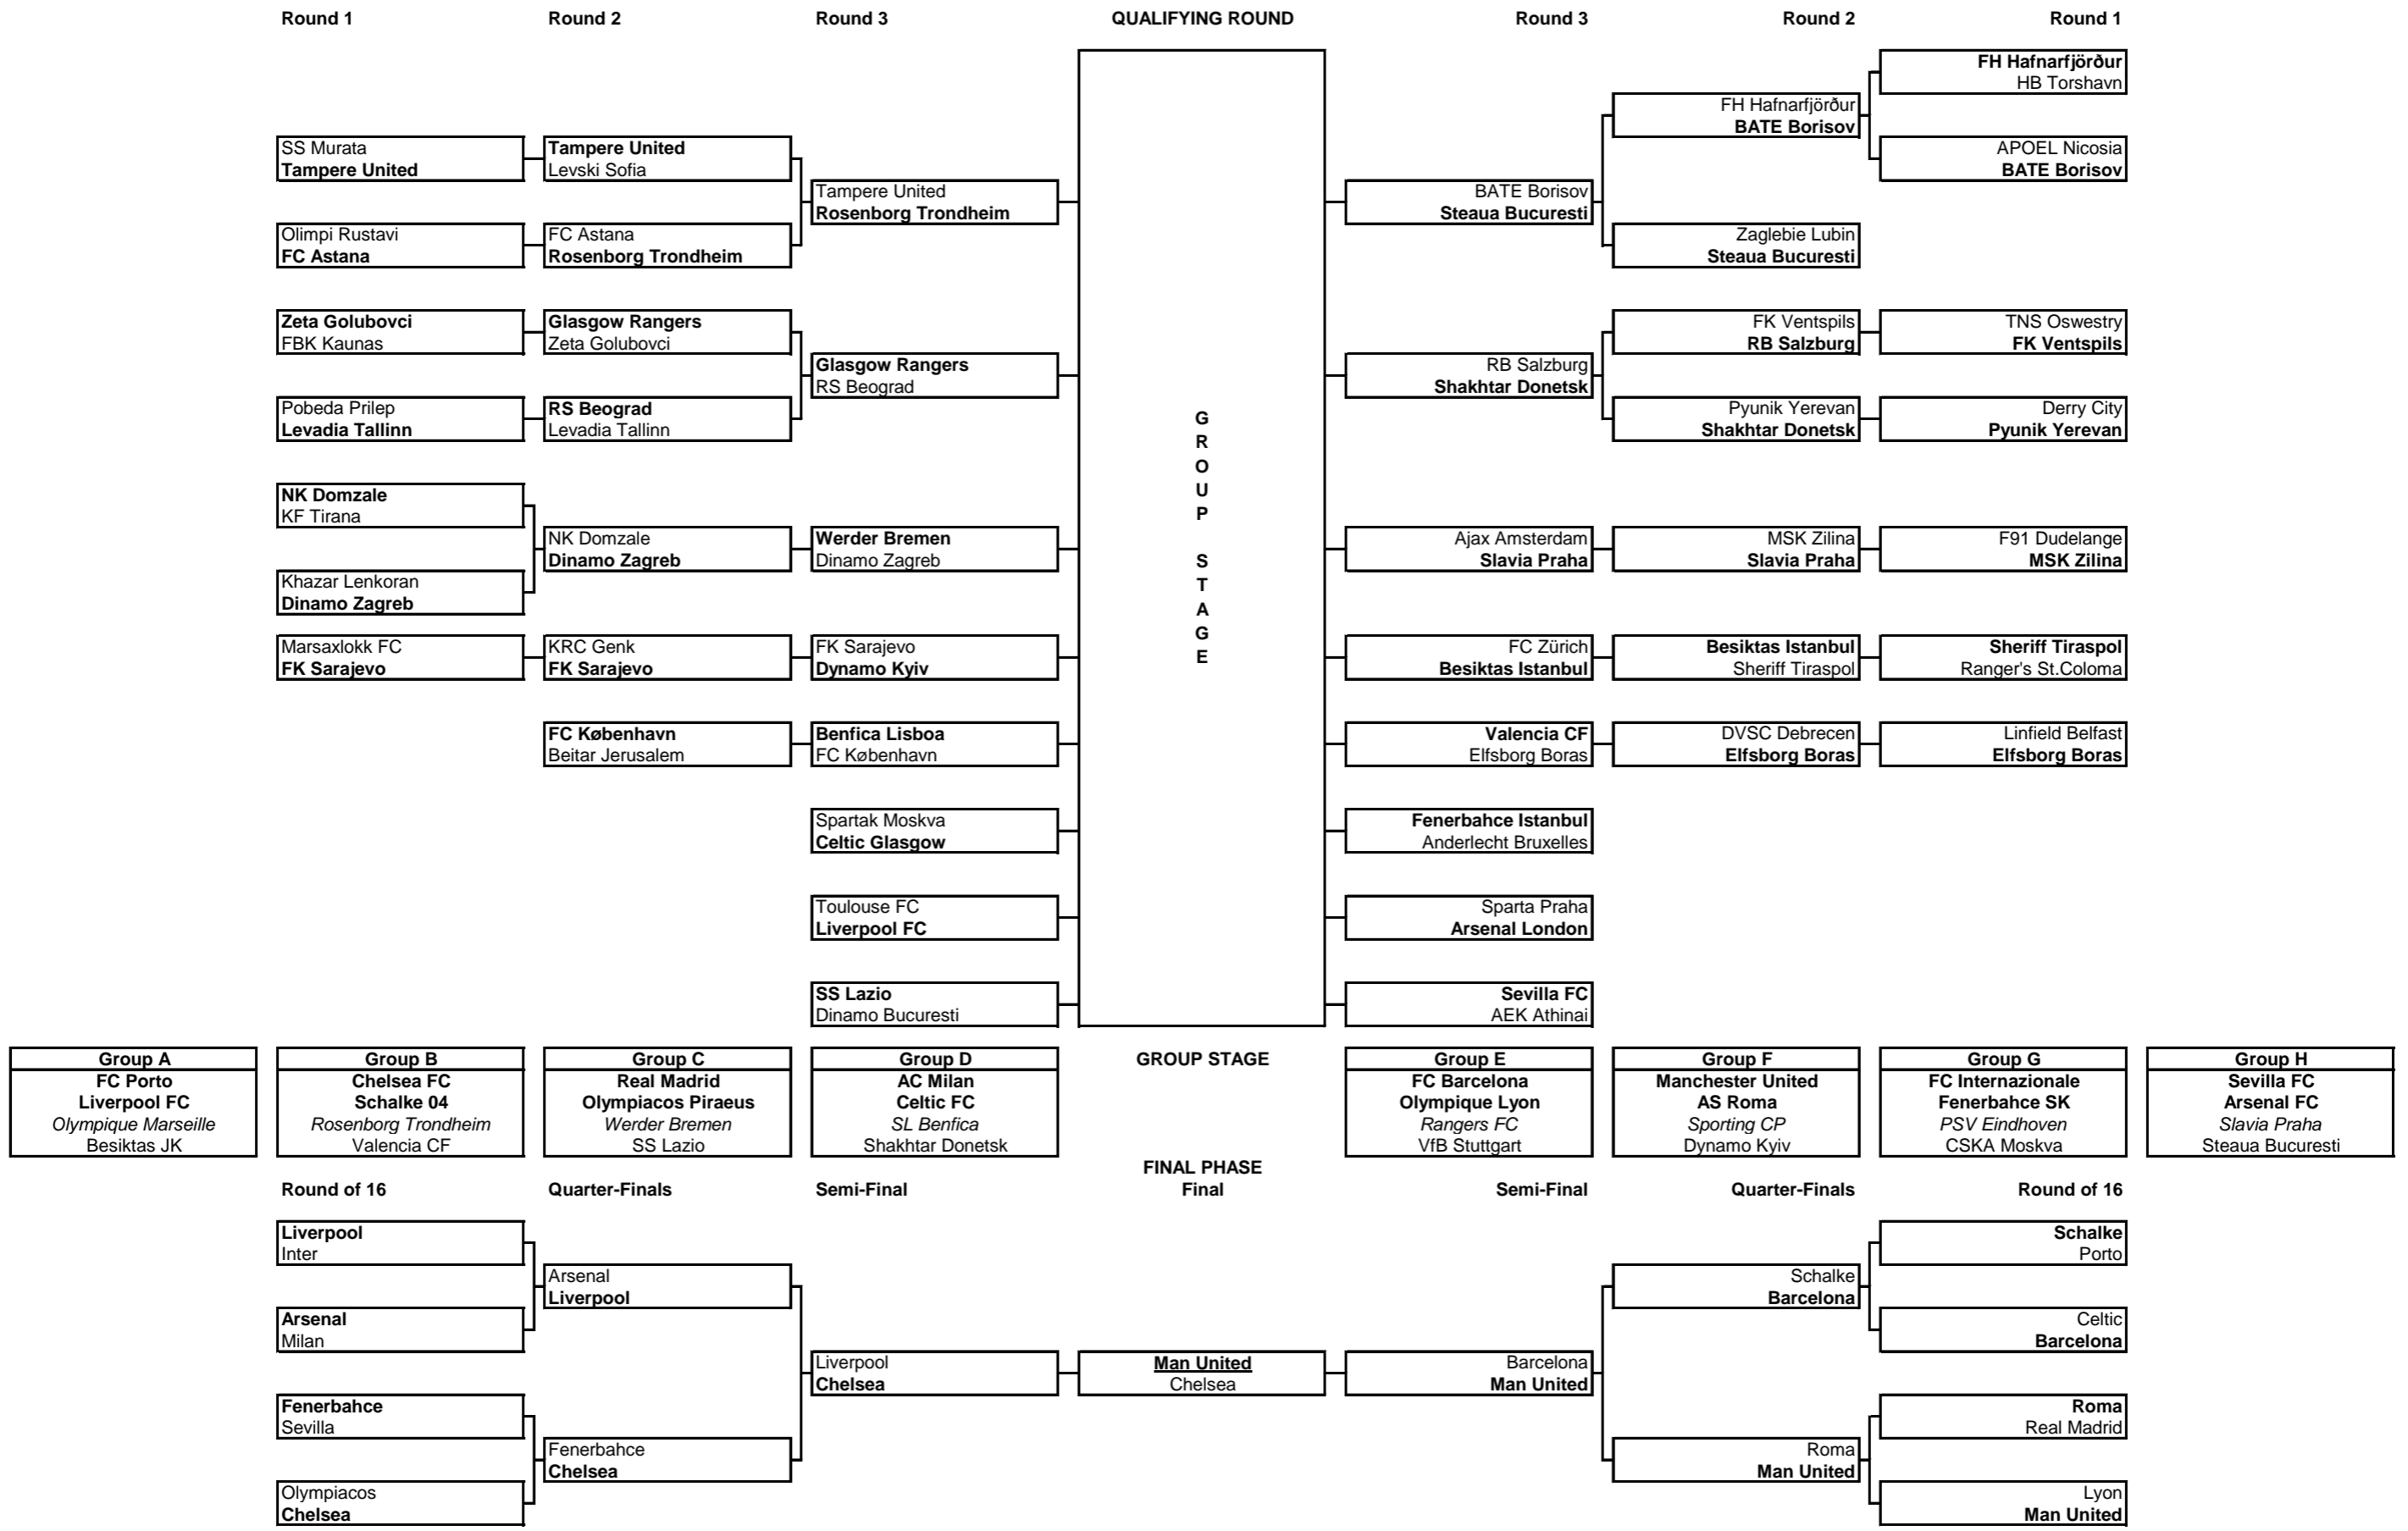 Round 1
Round 2
Round 3
QUALIFYING ROUND
Round 3
Round 2
Round 1
SS Murata
Tampere United
Olimpi Rustavi
FC Astana
Zeta Golubovci
FBK Kaunas
Pobeda Prilep
Levadia Tallinn
NK Domzale
KF Tirana
Khazar Lenkoran
Dinamo Zagreb
Marsaxlokk FC
FK Sarajevo
Tampere United
Levski Sofia
FC Astana
Rosenborg Trondheim
Glasgow Rangers
Zeta Golubovci
RS Beograd
Levadia Tallinn
NK Domzale
Dinamo Zagreb
KRC Genk
FK Sarajevo
FC København
Beitar Jerusalem
Tampere United
Rosenborg Trondheim
Glasgow Rangers
RS Beograd
Werder Bremen
Dinamo Zagreb
FK Sarajevo
Dynamo Kyiv
Benfica Lisboa
FC København
Spartak Moskva
Celtic Glasgow
Toulouse FC
Liverpool FC
SS Lazio
Dinamo Bucuresti
G
R
O
U
P
S
T
A
G
E
BATE Borisov
Steaua Bucuresti
RB Salzburg
Shakhtar Donetsk
Ajax Amsterdam
Slavia Praha
FC Zürich
Besiktas Istanbul
Valencia CF
Elfsborg Boras
Fenerbahce Istanbul
Anderlecht Bruxelles
Sparta Praha
Arsenal London
Sevilla FC
AEK Athinai
FH Hafnarfjörður
BATE Borisov
Zaglebie Lubin
Steaua Bucuresti
FK Ventspils
RB Salzburg
Pyunik Yerevan
Shakhtar Donetsk
MSK Zilina
Slavia Praha
Besiktas Istanbul
Sheriff Tiraspol
DVSC Debrecen
Elfsborg Boras
FH Hafnarfjörður
HB Torshavn
APOEL Nicosia
BATE Borisov
TNS Oswestry
FK Ventspils
Derry City
Pyunik Yerevan
F91 Dudelange
MSK Zilina
Sheriff Tiraspol
Ranger's St.Coloma
Linfield Belfast
Elfsborg Boras
Group A
FC Porto
Liverpool FC
Olympique Marseille
Besiktas JK
Group B
Chelsea FC
Schalke 04
Rosenborg Trondheim
Valencia CF
Group C
Real Madrid
Olympiacos Piraeus
Werder Bremen
SS Lazio
Group D
AC Milan
Celtic FC
SL Benfica
Shakhtar Donetsk
GROUP STAGE
Group E
FC Barcelona
Olympique Lyon
Rangers FC
VfB Stuttgart
Group F
Manchester United
AS Roma
Sporting CP
Dynamo Kyiv
Group G
FC Internazionale
Fenerbahce SK
PSV Eindhoven
CSKA Moskva
Group H
Sevilla FC
Arsenal FC
Slavia Praha
Steaua Bucuresti
FINAL PHASE
Round of 16
Quarter-Finals
Semi-Final
Final
Semi-Final
Quarter-Finals
Round of 16
Liverpool
Inter
Arsenal
Milan
Fenerbahce
Sevilla
Olympiacos
Chelsea
Arsenal
Liverpool
Fenerbahce
Chelsea
Liverpool
Chelsea
Man United
Chelsea
Barcelona
Man United
Schalke
Barcelona
Roma
Man United
Schalke
Porto
Celtic
Barcelona
Roma
Real Madrid
Lyon
Man United